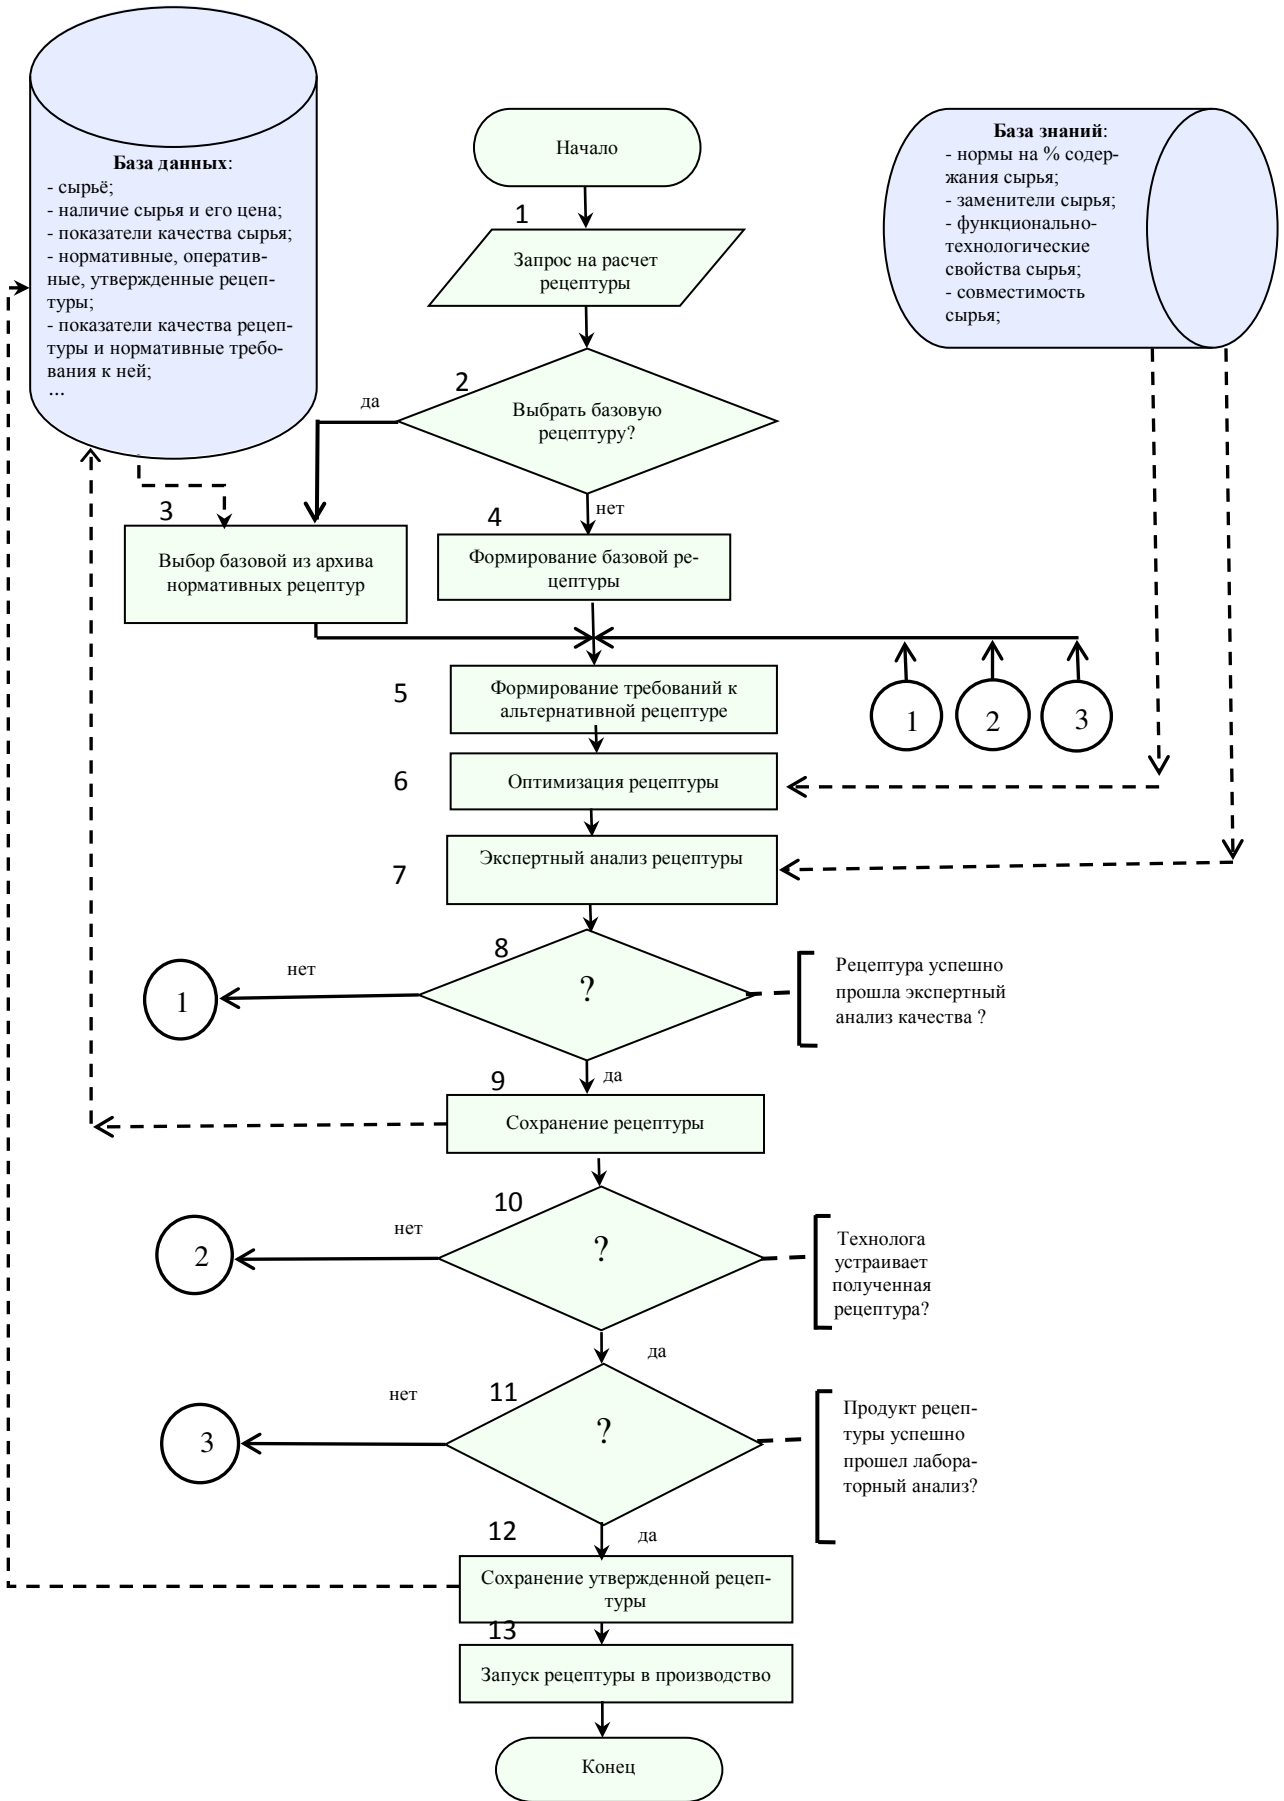 База данных:
- сырьё;
- наличие сырья и его цена;
- показатели качества сырья;
- нормативные, оператив-
ные, утвержденные рецеп-
туры;
- показатели качества рецеп-
туры и нормативные требо-
вания к ней;
...
Начало
База знаний:
- нормы на % содер-
жания сырья;
- заменители сырья;
- функционально-
технологические
свойства сырья;
- совместимость
сырья;
1
Запрос на расчет
рецептуры
2
Выбрать базовую
рецептуру?
да
нет
3
Выбор базовой из архива
нормативных рецептур
4
Формирование базовой ре-
цептуры
5
Формирование требований к
альтернативной рецептуре
1
2
3
6
Оптимизация рецептуры
7
Экспертный анализ рецептуры
8
?
нет
1
Рецептура успешно
прошла экспертный
анализ качества ?
да
9
Сохранение рецептуры
10
?
нет
2
Технолога
устраивает
полученная
рецептура?
да
11
?
нет
3
Продукт рецеп-
туры успешно
прошел лабора-
торный анализ?
да
12
Сохранение утвержденной рецеп-
туры
13
Запуск рецептуры в производство
Конец